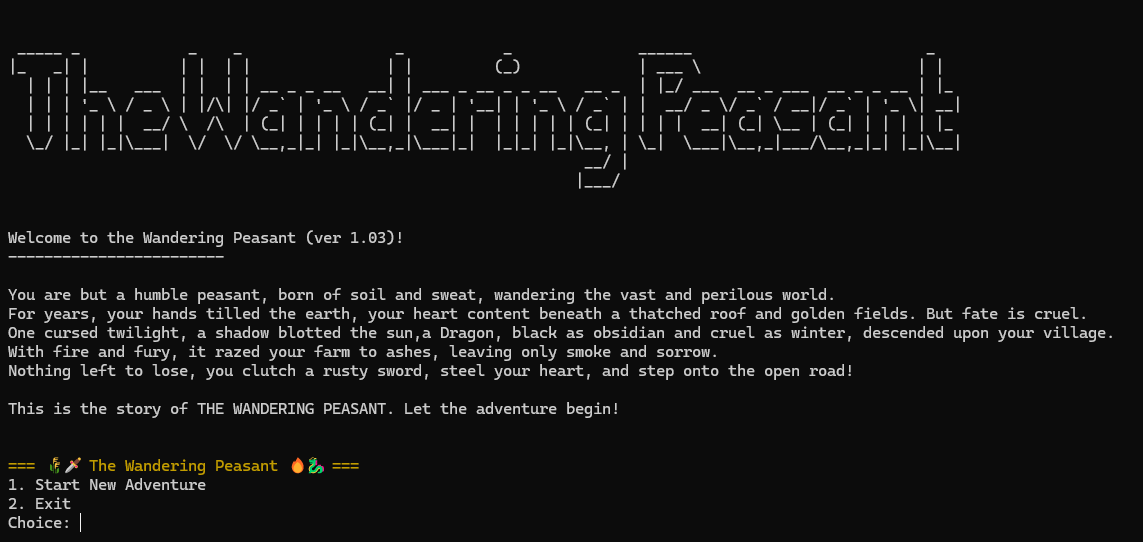 TheWanderingPeasant
Welcome to the Wandering Peasant (ver 1.03)!
------------------------
You are but a humble peasant, born of soil and sweat, wandering the vast and perilous world.
For years, your hands tilled the earth, your heart content beneath a thatched roof and golden fields. But fate is cruel.
One cursed twilight, a shadow blotted the sun,a Dragon, black as obsidian and cruel as winter, descended upon your village.
With fire and fury, it razed your farm to ashes, leaving only smoke and sorrow.
Nothing left to lose, you clutch a rusty sword, steel your heart, and step onto the open road!
This is the story of THE WANDERING PEASANT. Let the adventure begin!
=== 🌾🗡️ The Wandering Peasant 🔥🐉 ===
1. Start New Adventure
2. Exit
Choice: